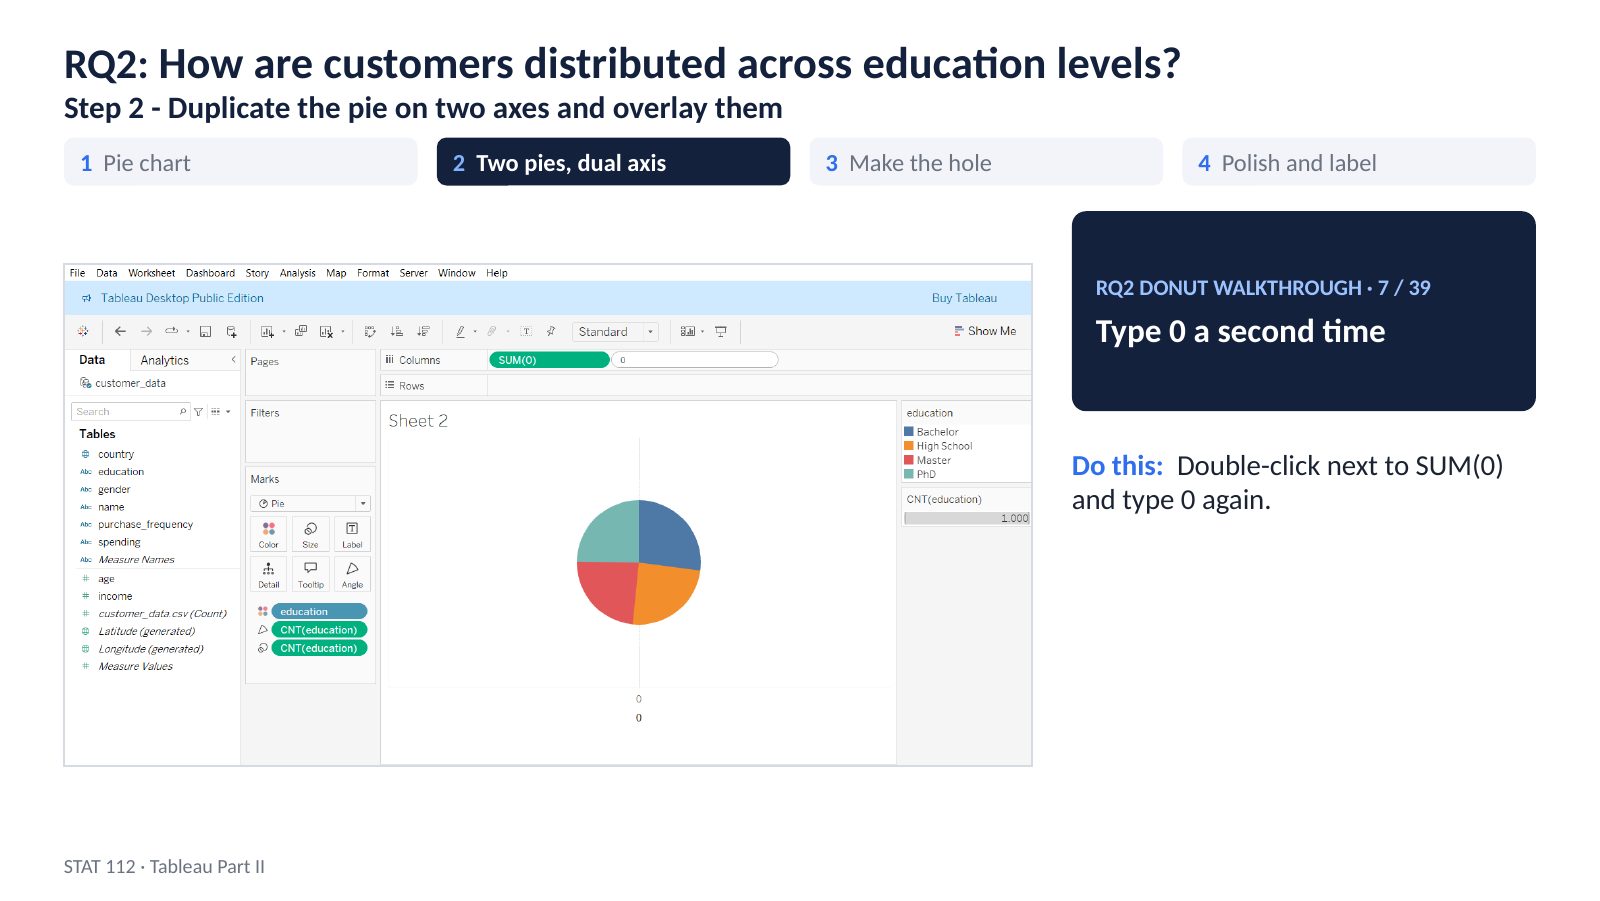 RQ2: How are customers distributed across education levels?
Step 2 - Duplicate the pie on two axes and overlay them
1 Pie chart
2 Two pies, dual axis
3 Make the hole
4 Polish and label
File Data Worksheet Dashboard Story Analysis Map Format Server Window Help
Tableau Desktop Public Edition
Buy Tableau
Standard
Show Me
Data Analytics
customer_data
Search
Tables
country
Abc education
Abc gender
Abc name
Abc purchase_frequency
Abc spending
Abc Measure Names
# age
# income
# customer_data.csv (Count)
Latitude (generated)
Longitude (generated)
# Measure Values
Pages
Filters
Marks
Pie
Color Size Label
Detail Tooltip Angle
education
CNT(education)
CNT(education)
Columns SUM(0) 0
Rows
Sheet 2
0
0
education
Bachelor
High School
Master
PhD
CNT(education)
1,000
RQ2 DONUT WALKTHROUGH · 7 / 39
Type 0 a second time
Do this: Double-click next to SUM(0)
and type 0 again.
STAT 112 · Tableau Part II